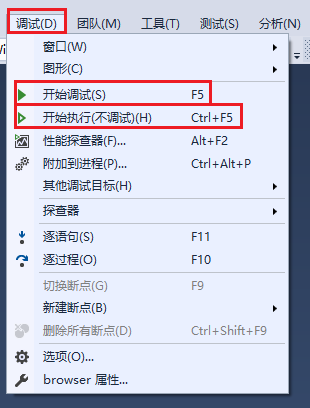 调试(D) 团队(M) 工具(T) 测试(S) 分析(N)
窗口(W)
图形(C)
开始调试(S) F5
开始执行(不调试)(H) Ctrl+F5
性能探查器(F)... Alt+F2
附加到进程(P)... Ctrl+Alt+P
其他调试目标(H)
探查器
逐语句(S) F11
逐过程(O) F10
切换断点(G) F9
新建断点(B)
删除所有断点(D) Ctrl+Shift+F9
选项(O)...
browser 属性...